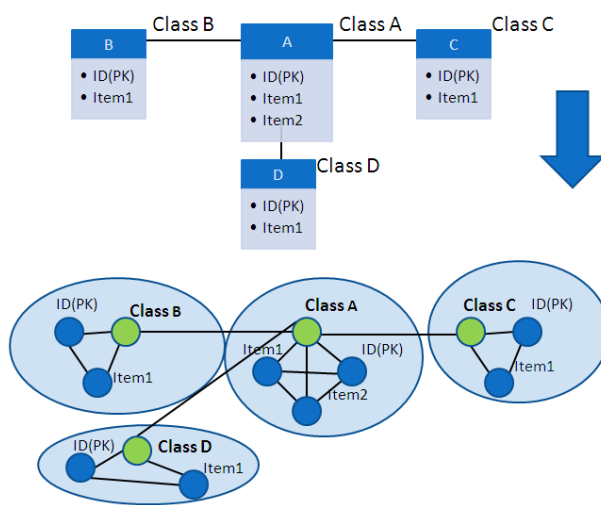 Class B
Class A
Class C
B
A
C
• ID(PK)
• Item1
• ID(PK)
• Item1
• Item2
• ID(PK)
• Item1
D
Class D
• ID(PK)
• Item1
ID(PK)
Class B
Item1
Class A
Item1
ID(PK)
Item2
Class C
ID(PK)
Item1
ID(PK)
Class D
Item1